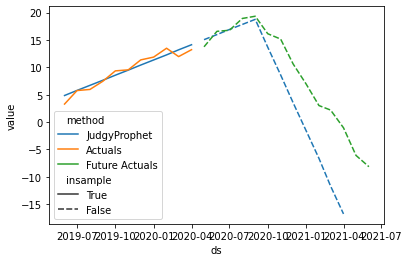 20
15
10
5
0
−5
−10
−15
value
method
JudgyProphet
Actuals
Future Actuals
insample
True
False
2019-07 2019-10 2020-01 2020-04 2020-07 2020-10 2021-01 2021-04 2021-07
ds